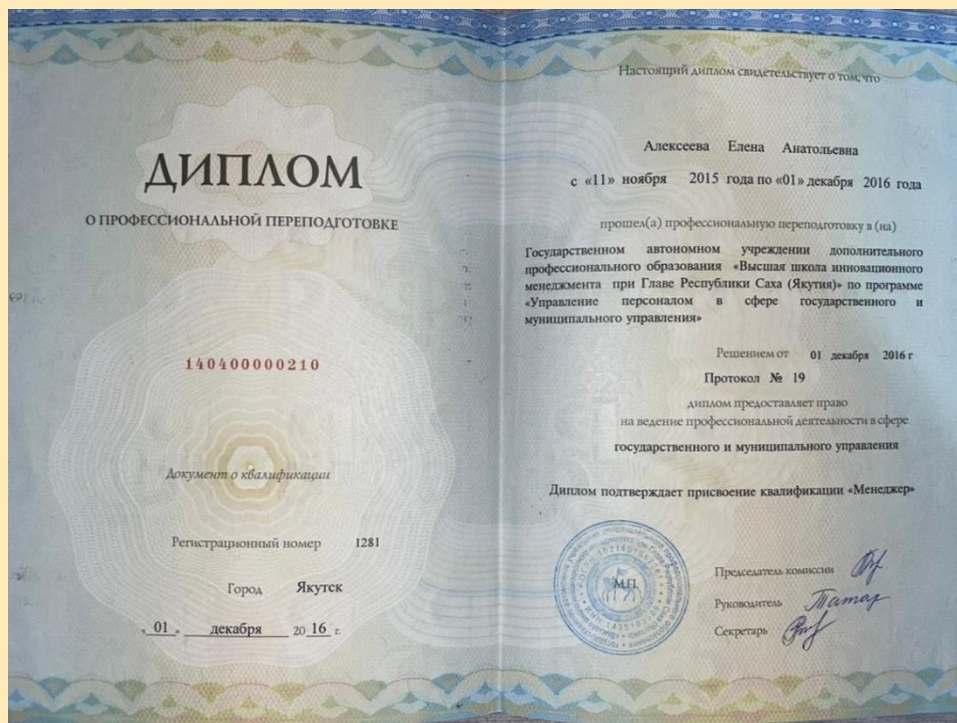 ДИПЛОМ
О ПРОФЕССИОНАЛЬНОЙ ПЕРЕПОДГОТОВКЕ
140400000210
Документ о квалификации
Регистрационный номер 1281
Город Якутск
« 01 » декабря 20 16 г.
Настоящий диплом свидетельствует о том, что
Алексеева Елена Анатольевна
с «11» ноября 2015 года по «01» декабря 2016 года
прошел(а) профессиональную переподготовку в (на)
Государственном автономном учреждении дополнительного
профессионального образования «Высшая школа инновационного
менеджмента при Главе Республики Саха (Якутия)» по программе
«Управление персоналом в сфере государственного и
муниципального управления»
Решением от 01 декабря 2016 г
Протокол № 19
диплом предоставляет право
на ведение профессиональной деятельности в сфере
государственного и муниципального управления
Диплом подтверждает присвоение квалификации «Менеджер»
М.П.
Председатель комиссии
Руководитель
Секретарь